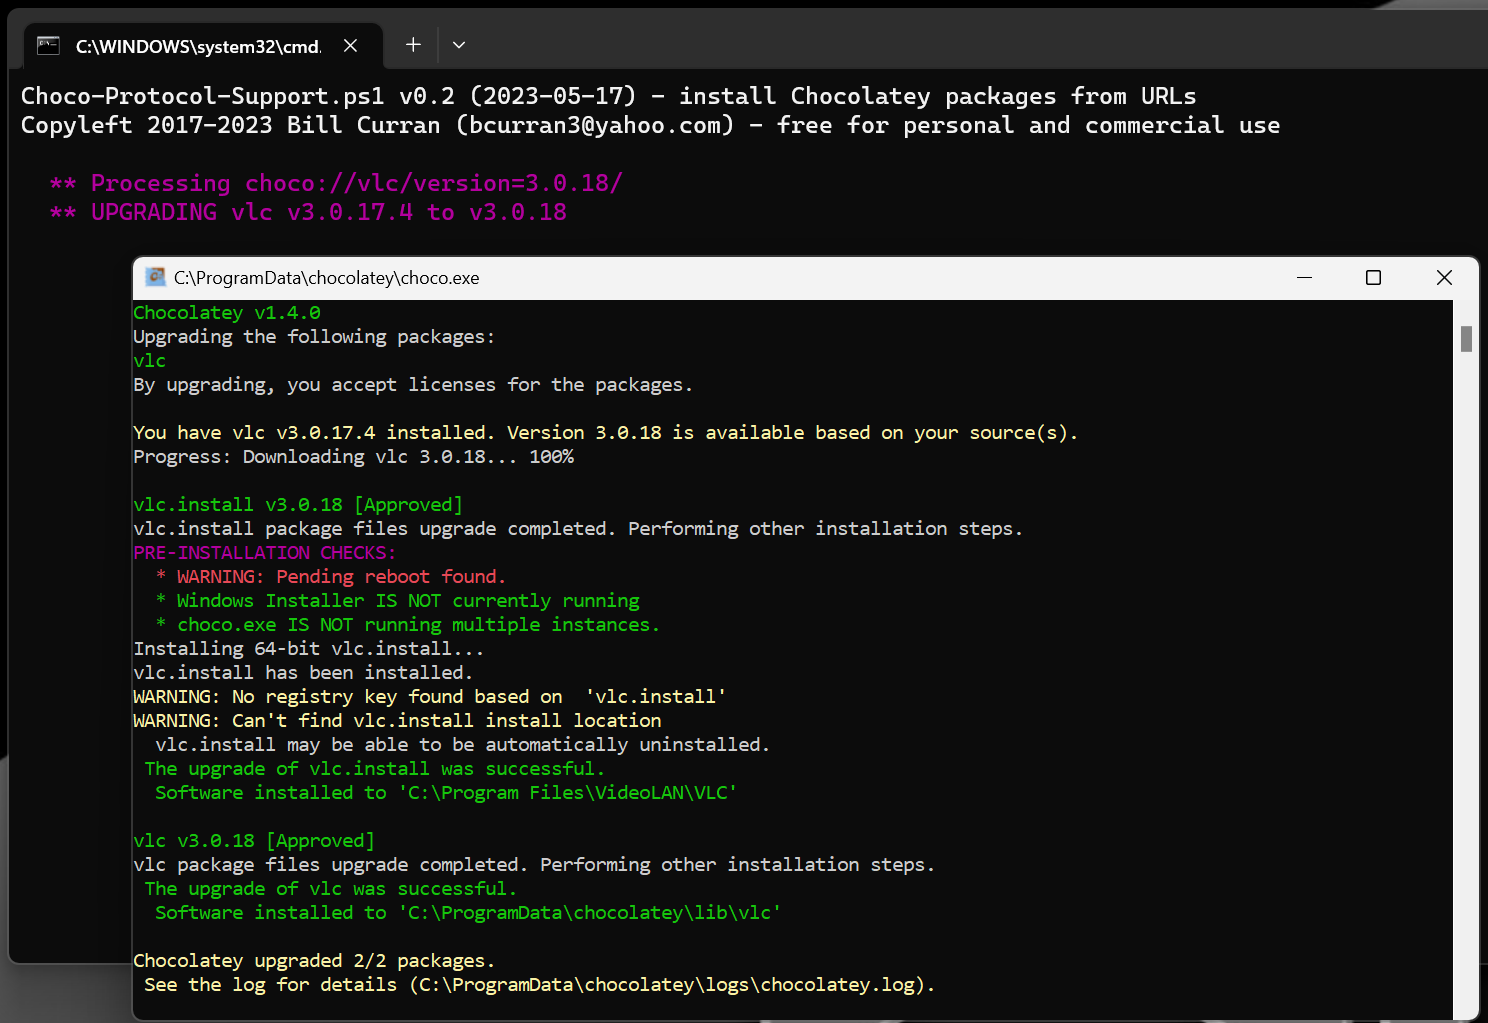 C:\WINDOWS\system32\cmd.
Choco-Protocol-Support.ps1 v0.2 (2023-05-17) - install Chocolatey packages from URLs
Copyleft 2017-2023 Bill Curran (bcurran3@yahoo.com) - free for personal and commercial use
** Processing choco://vlc/version=3.0.18/
** UPGRADING vlc v3.0.17.4 to v3.0.18
C:\ProgramData\chocolatey\choco.exe
Chocolatey v1.4.0
Upgrading the following packages:
vlc
By upgrading, you accept licenses for the packages.
You have vlc v3.0.17.4 installed. Version 3.0.18 is available based on your source(s).
Progress: Downloading vlc 3.0.18... 100%
vlc.install v3.0.18 [Approved]
vlc.install package files upgrade completed. Performing other installation steps.
PRE-INSTALLATION CHECKS:
* WARNING: Pending reboot found.
* Windows Installer IS NOT currently running
* choco.exe IS NOT running multiple instances.
Installing 64-bit vlc.install...
vlc.install has been installed.
WARNING: No registry key found based on  'vlc.install'
WARNING: Can't find vlc.install install location
vlc.install may be able to be automatically uninstalled.
The upgrade of vlc.install was successful.
Software installed to 'C:\Program Files\VideoLAN\VLC'
vlc v3.0.18 [Approved]
vlc package files upgrade completed. Performing other installation steps.
The upgrade of vlc was successful.
Software installed to 'C:\ProgramData\chocolatey\lib\vlc'
Chocolatey upgraded 2/2 packages.
See the log for details (C:\ProgramData\chocolatey\logs\chocolatey.log).